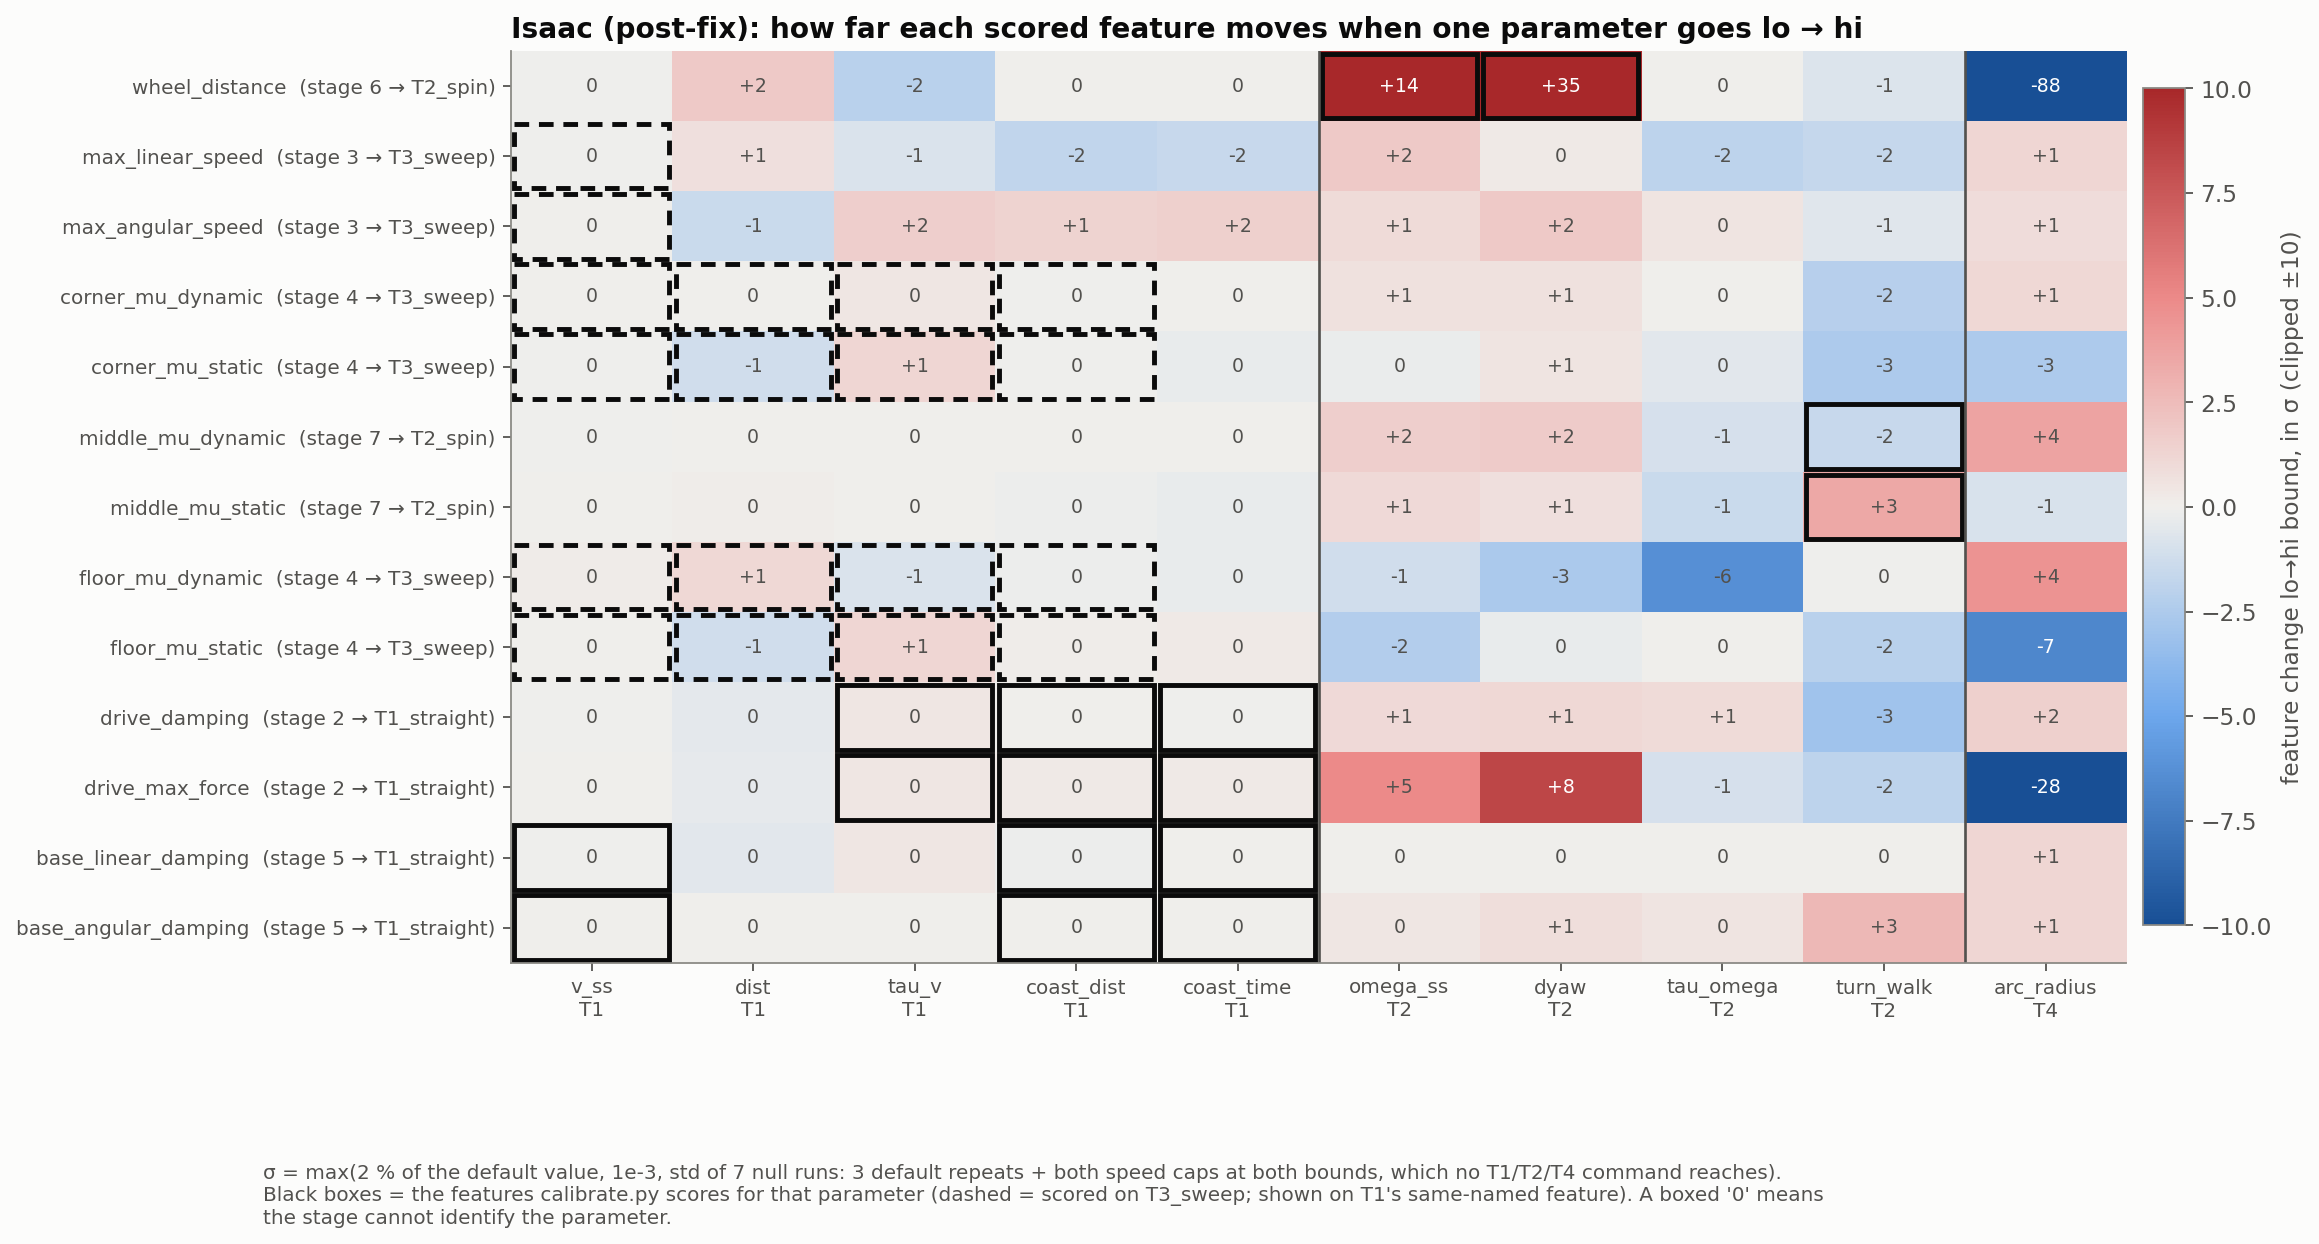 Isaac (post-fix): how far each scored feature moves when one parameter goes lo → hi
wheel_distance (stage 6 → T2_spin) 0 +2 -2 0 0 +14 +35 0 -1 -88
max_linear_speed (stage 3 → T3_sweep) 0 +1 -1 -2 -2 +2 0 -2 -2 +1
max_angular_speed (stage 3 → T3_sweep) 0 -1 +2 +1 +2 +1 +2 0 -1 +1
corner_mu_dynamic (stage 4 → T3_sweep) 0 0 0 0 0 +1 +1 0 -2 +1
corner_mu_static (stage 4 → T3_sweep) 0 -1 +1 0 0 0 +1 0 -3 -3
middle_mu_dynamic (stage 7 → T2_spin) 0 0 0 0 0 +2 +2 -1 -2 +4
middle_mu_static (stage 7 → T2_spin) 0 0 0 0 0 +1 +1 -1 +3 -1
floor_mu_dynamic (stage 4 → T3_sweep) 0 +1 -1 0 0 -1 -3 -6 0 +4
floor_mu_static (stage 4 → T3_sweep) 0 -1 +1 0 0 -2 0 0 -2 -7
drive_damping (stage 2 → T1_straight) 0 0 0 0 0 +1 +1 +1 -3 +2
drive_max_force (stage 2 → T1_straight) 0 0 0 0 0 +5 +8 -1 -2 -28
base_linear_damping (stage 5 → T1_straight) 0 0 0 0 0 0 0 0 0 +1
base_angular_damping (stage 5 → T1_straight) 0 0 0 0 0 0 +1 0 +3 +1
v_ss dist tau_v coast_dist coast_time omega_ss dyaw tau_omega turn_walk arc_radius
T1 T1 T1 T1 T1 T2 T2 T2 T2 T4
10.0
7.5
5.0
2.5
0.0
−2.5
−5.0
−7.5
−10.0
feature change lo→hi bound, in σ (clipped ±10)
σ = max(2 % of the default value, 1e-3, std of 7 null runs: 3 default repeats + both speed caps at both bounds, which no T1/T2/T4 command reaches).
Black boxes = the features calibrate.py scores for that parameter (dashed = scored on T3_sweep; shown on T1's same-named feature). A boxed '0' means
the stage cannot identify the parameter.